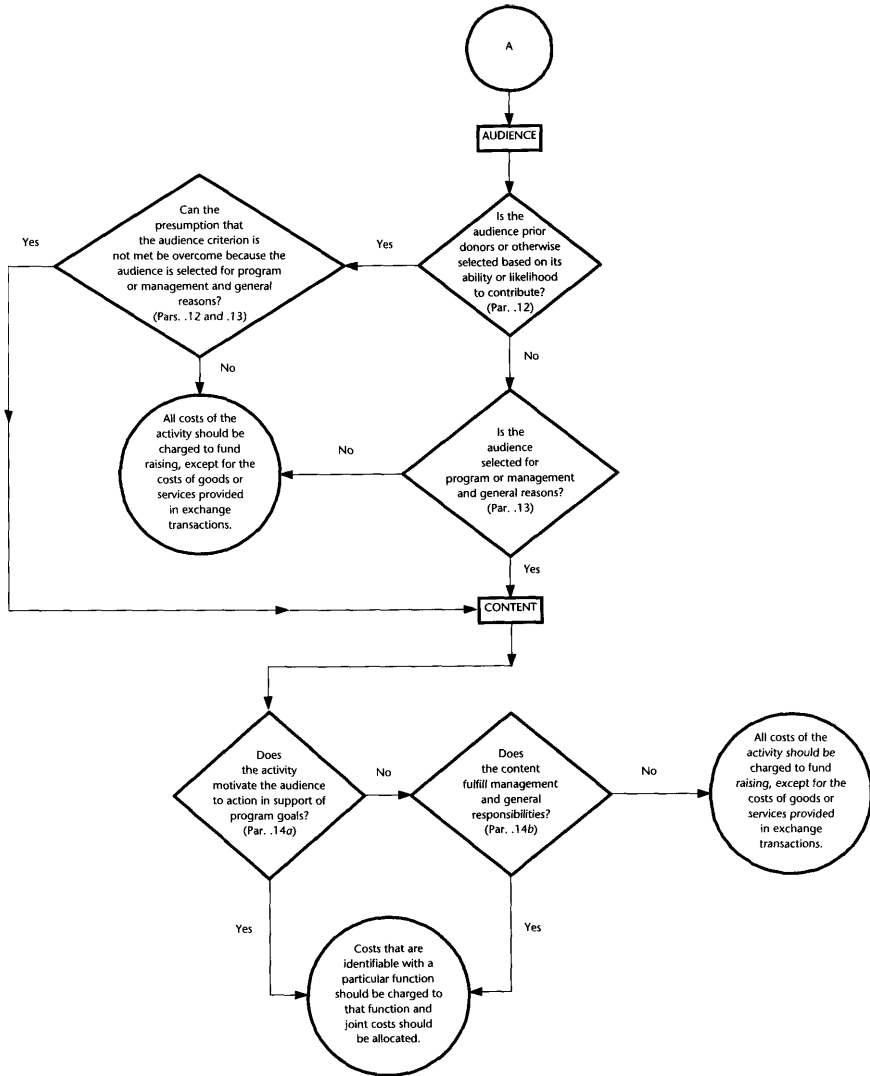 A
AUDIENCE
Can the
presumption that
the audience criterion is
not met be overcome because the
audience is selected for program
or management and general
reasons?
(Pars. .12 and .13)
Yes
Yes
Is the
audience prior
donors or otherwise
selected based on its
ability or likelihood
to contribute?
(Par. .12)
No
No
All costs of the
activity should be
charged to fund
raising, except for the
costs of goods or
services provided
in exchange
transactions.
No
Is the
audience
selected for
program or management
and general reasons?
(Par. .13)
Yes
CONTENT
Does
the activity
motivate the audience
to action in support of
program goals?
(Par. .14a)
No
Does
the content
fulfill management
and general
responsibilities?
(Par. .14b)
No
All costs of the
activity should be
charged to fund
raising, except for the
costs of goods or
services provided
in exchange
transactions.
Yes
Yes
Costs that are
identifiable with a
particular function
should be charged to
that function and
joint costs should
be allocated.